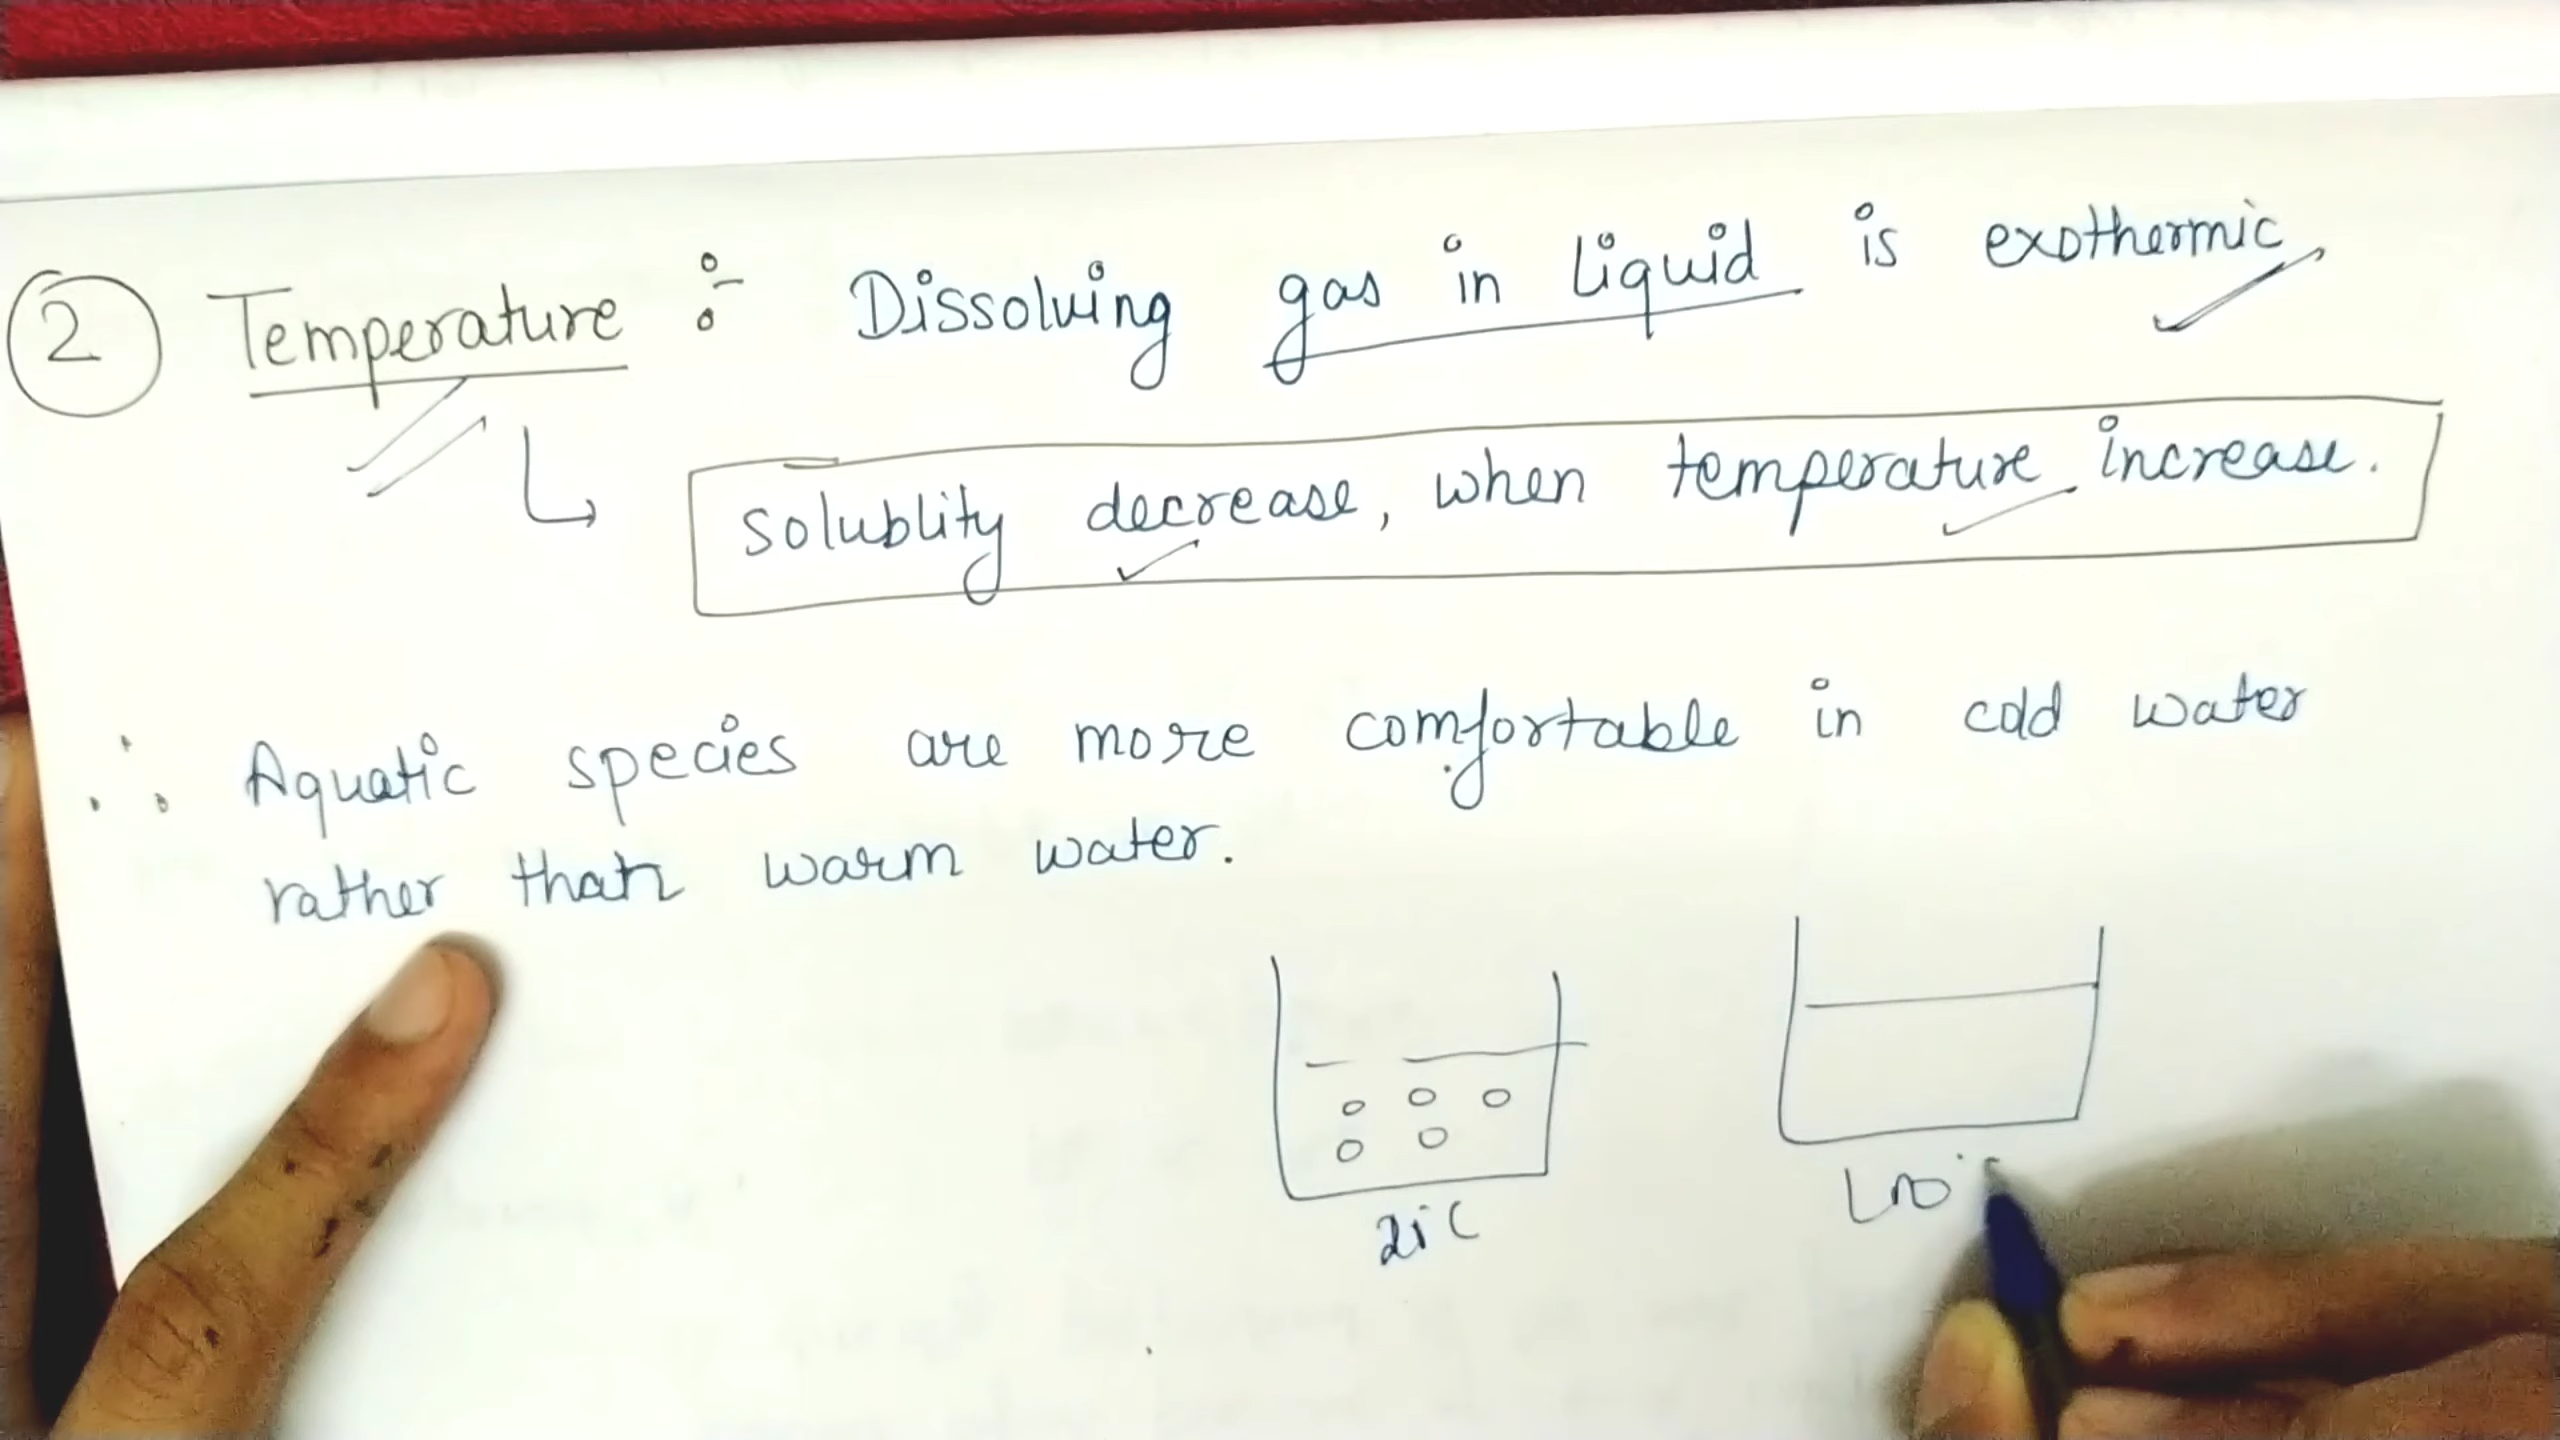 2 Temperature :- Dissolving gas in liquid is exothermic
solublity decrease, when temperature increase.
∴ Aquatic species are more comfortable in cold water
rather than warm water.